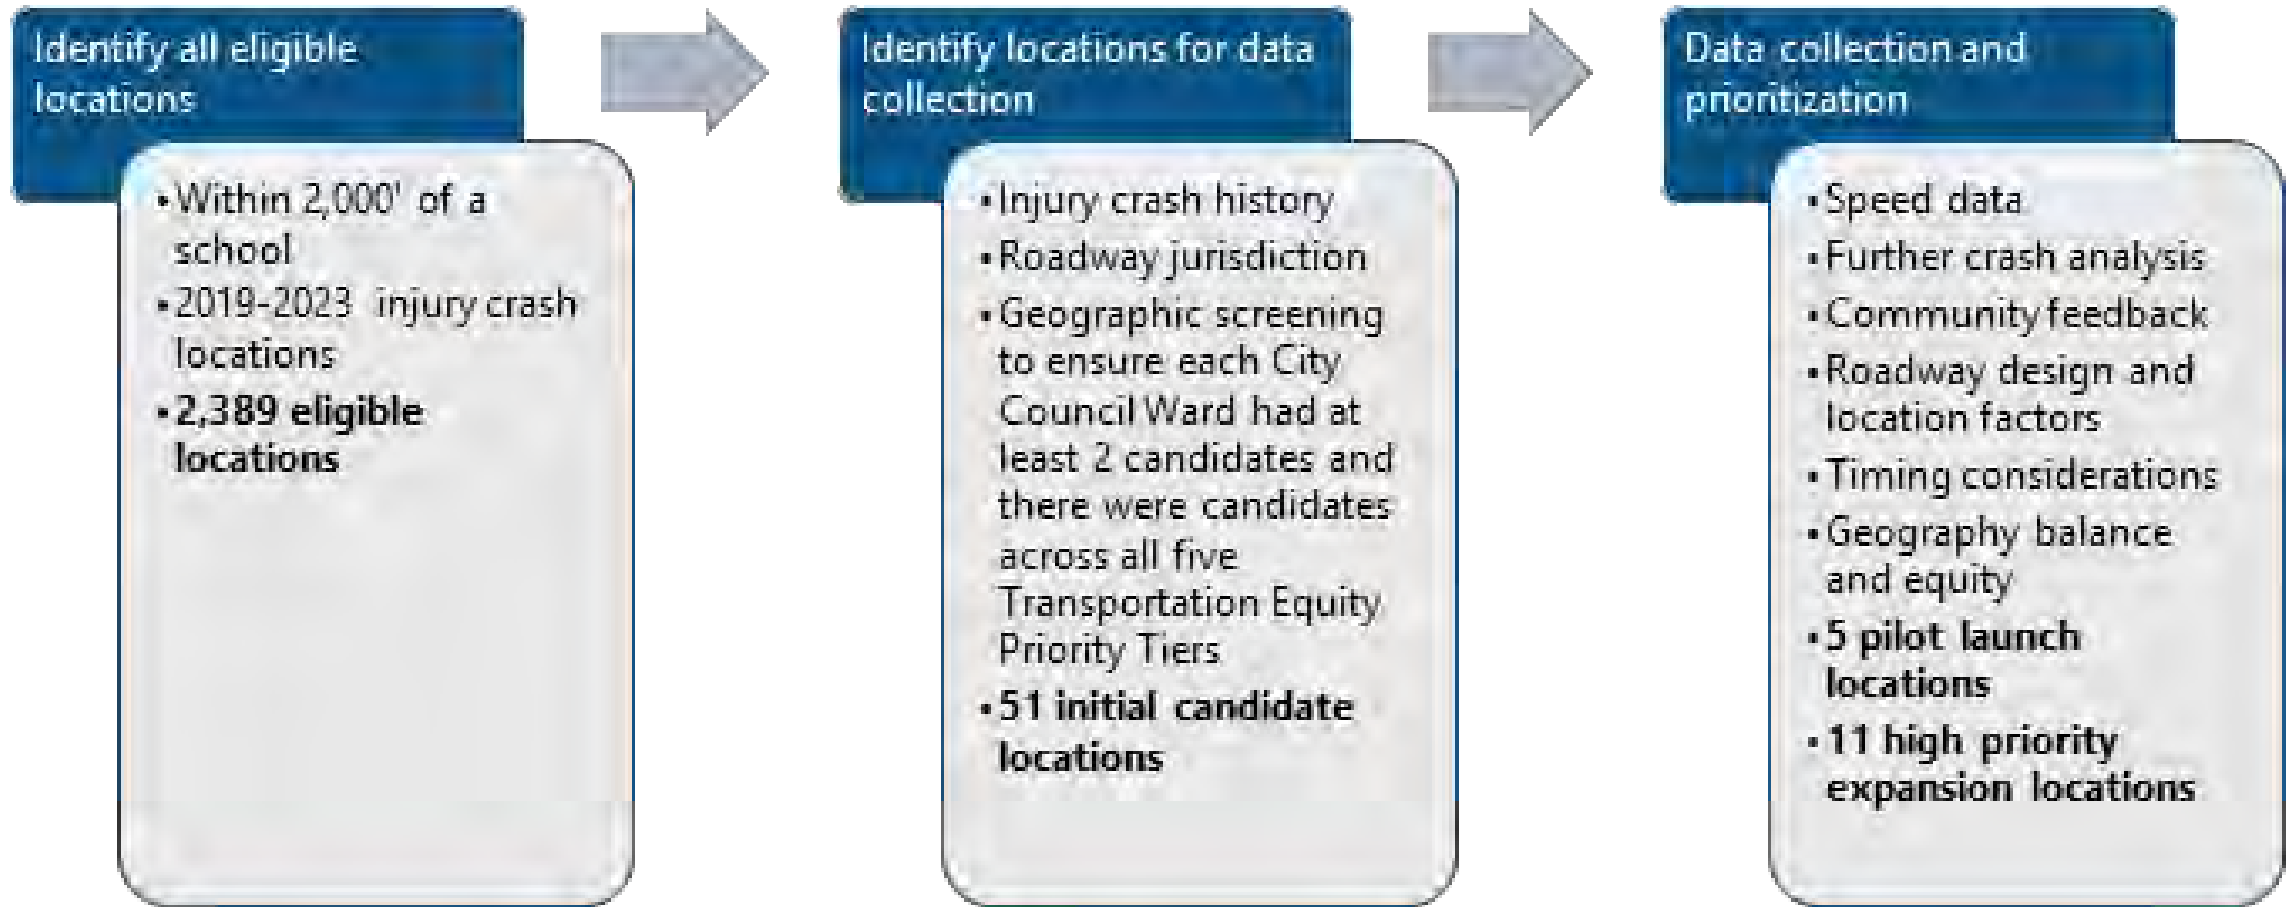 Identify all eligible
locations
•Within 2,000' of a
school
•2019-2023 injury crash
locations
•2,389 eligible
locations
Identify locations for data
collection
•Injury crash history
•Roadway jurisdiction
•Geographic screening
to ensure each City
Council Ward had at
least 2 candidates and
there were candidates
across all five
Transportation Equity
Priority Tiers
•51 initial candidate
locations
Data collection and
prioritization
•Speed data
•Further crash analysis
•Community feedback
•Roadway design and
location factors
•Timing considerations
•Geography balance
and equity
•5 pilot launch
locations
•11 high priority
expansion locations